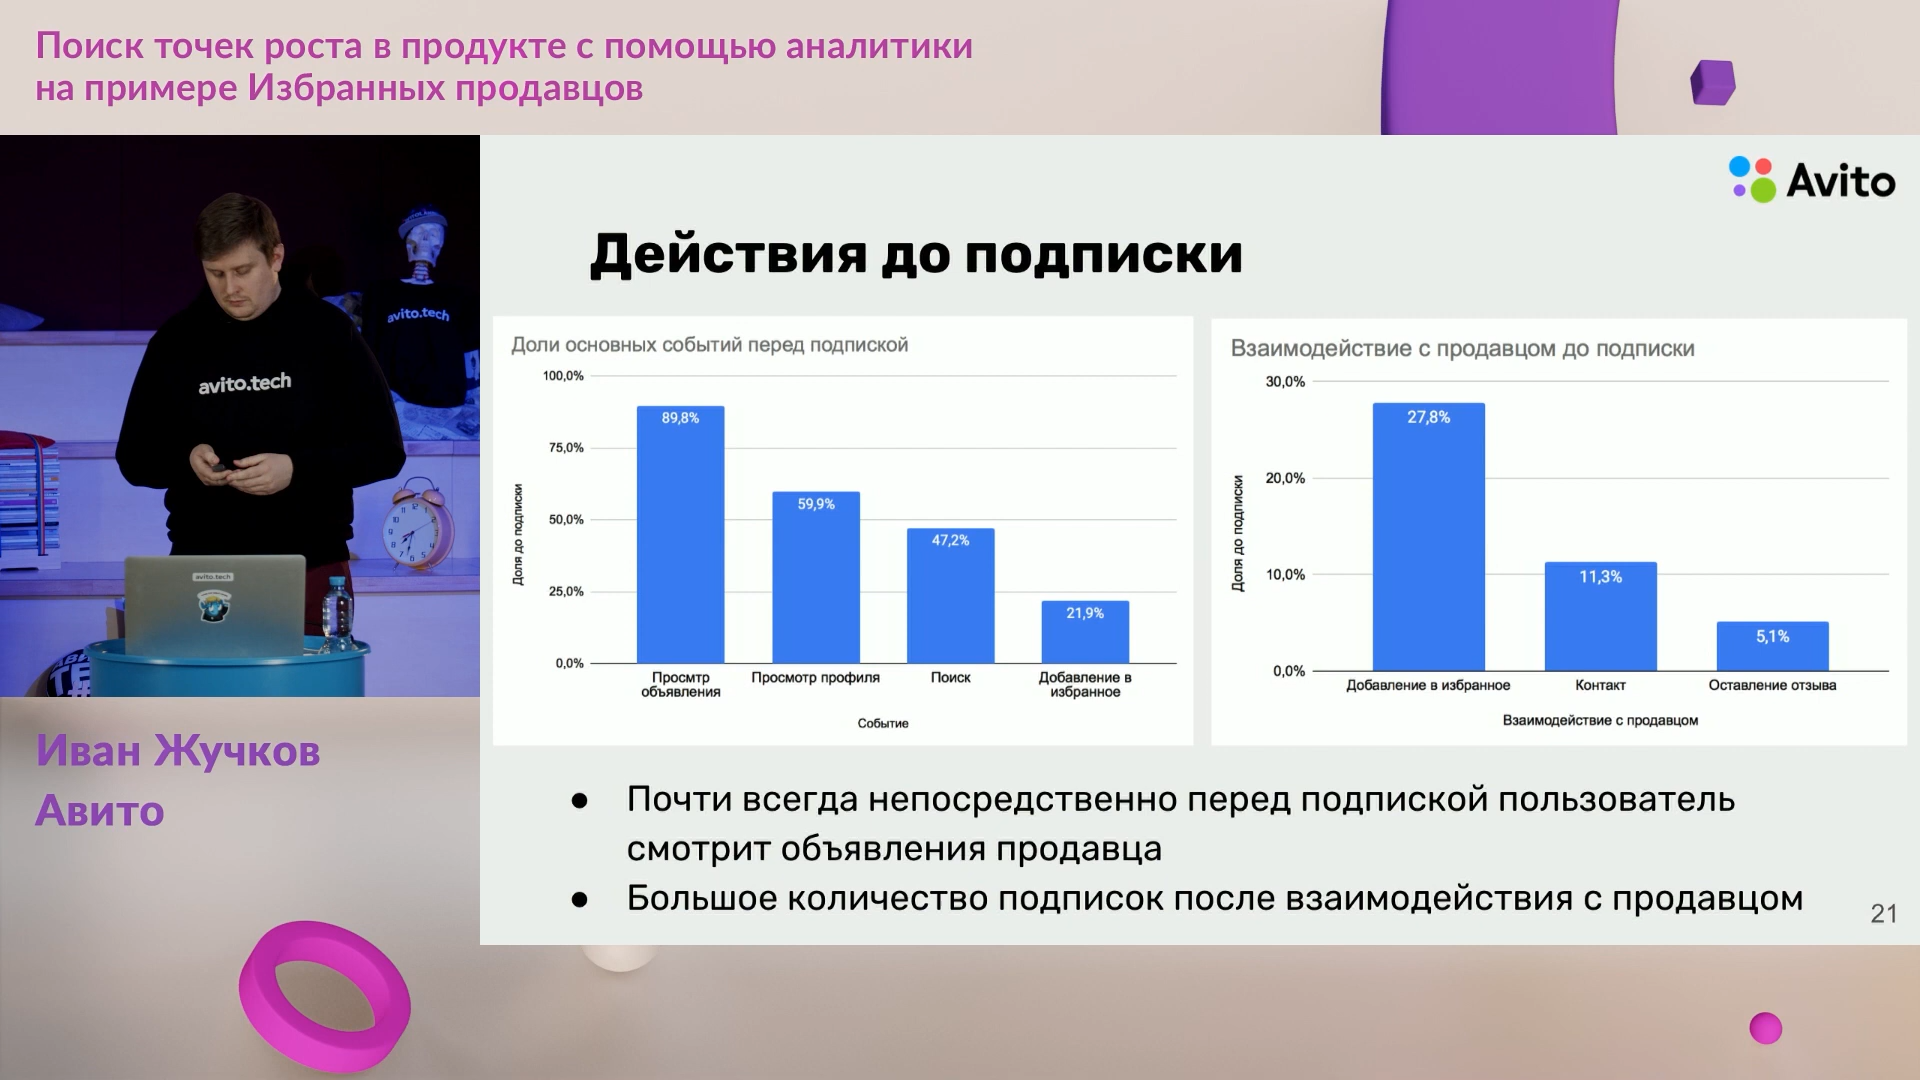 Поиск точек роста в продукте с помощью аналитики
на примере Избранных продавцов
Avito
Действия до подписки
avito.tech
avito.tech
avito.tech
Доли основных событий перед подпиской
Доля до подписки
100,0%
75,0%
50,0%
25,0%
0,0%
89,8%
59,9%
47,2%
21,9%
Просмтр
объявления
Просмотр профиля
Поиск
Добавление в
избранное
Событие
Взаимодействие с продавцом до подписки
Доля до подписки
30,0%
20,0%
10,0%
0,0%
27,8%
11,3%
5,1%
Добавление в избранное
Контакт
Оставление отзыва
Взаимодействие с продавцом
Иван Жучков
Авито
● Почти всегда непосредственно перед подпиской пользователь
смотрит объявления продавца
● Большое количество подписок после взаимодействия с продавцом
21